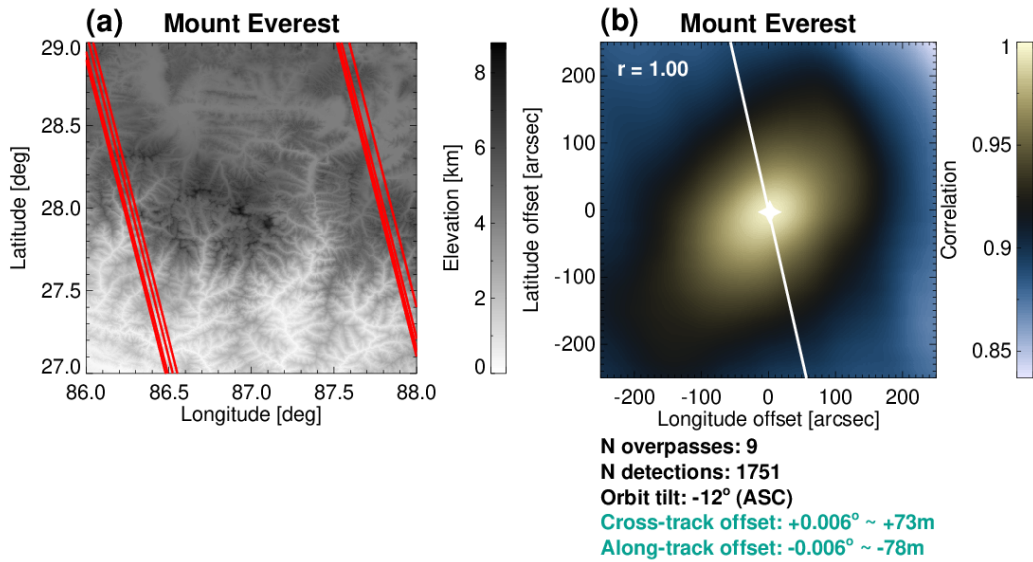 (a) Mount Everest
29.0
28.5
28.0
27.5
27.0
Latitude [deg]
86.0 86.5 87.0 87.5 88.0
Longitude [deg]
8
6
4
2
0
Elevation [km]
(b) Mount Everest
r = 1.00
200
100
0
-100
-200
Latitude offset [arcsec]
-200 -100 0 100 200
Longitude offset [arcsec]
1
0.95
0.9
0.85
Correlation
N overpasses: 9
N detections: 1751
Orbit tilt: -12° (ASC)
Cross-track offset: +0.006° ~ +73m
Along-track offset: -0.006° ~ -78m